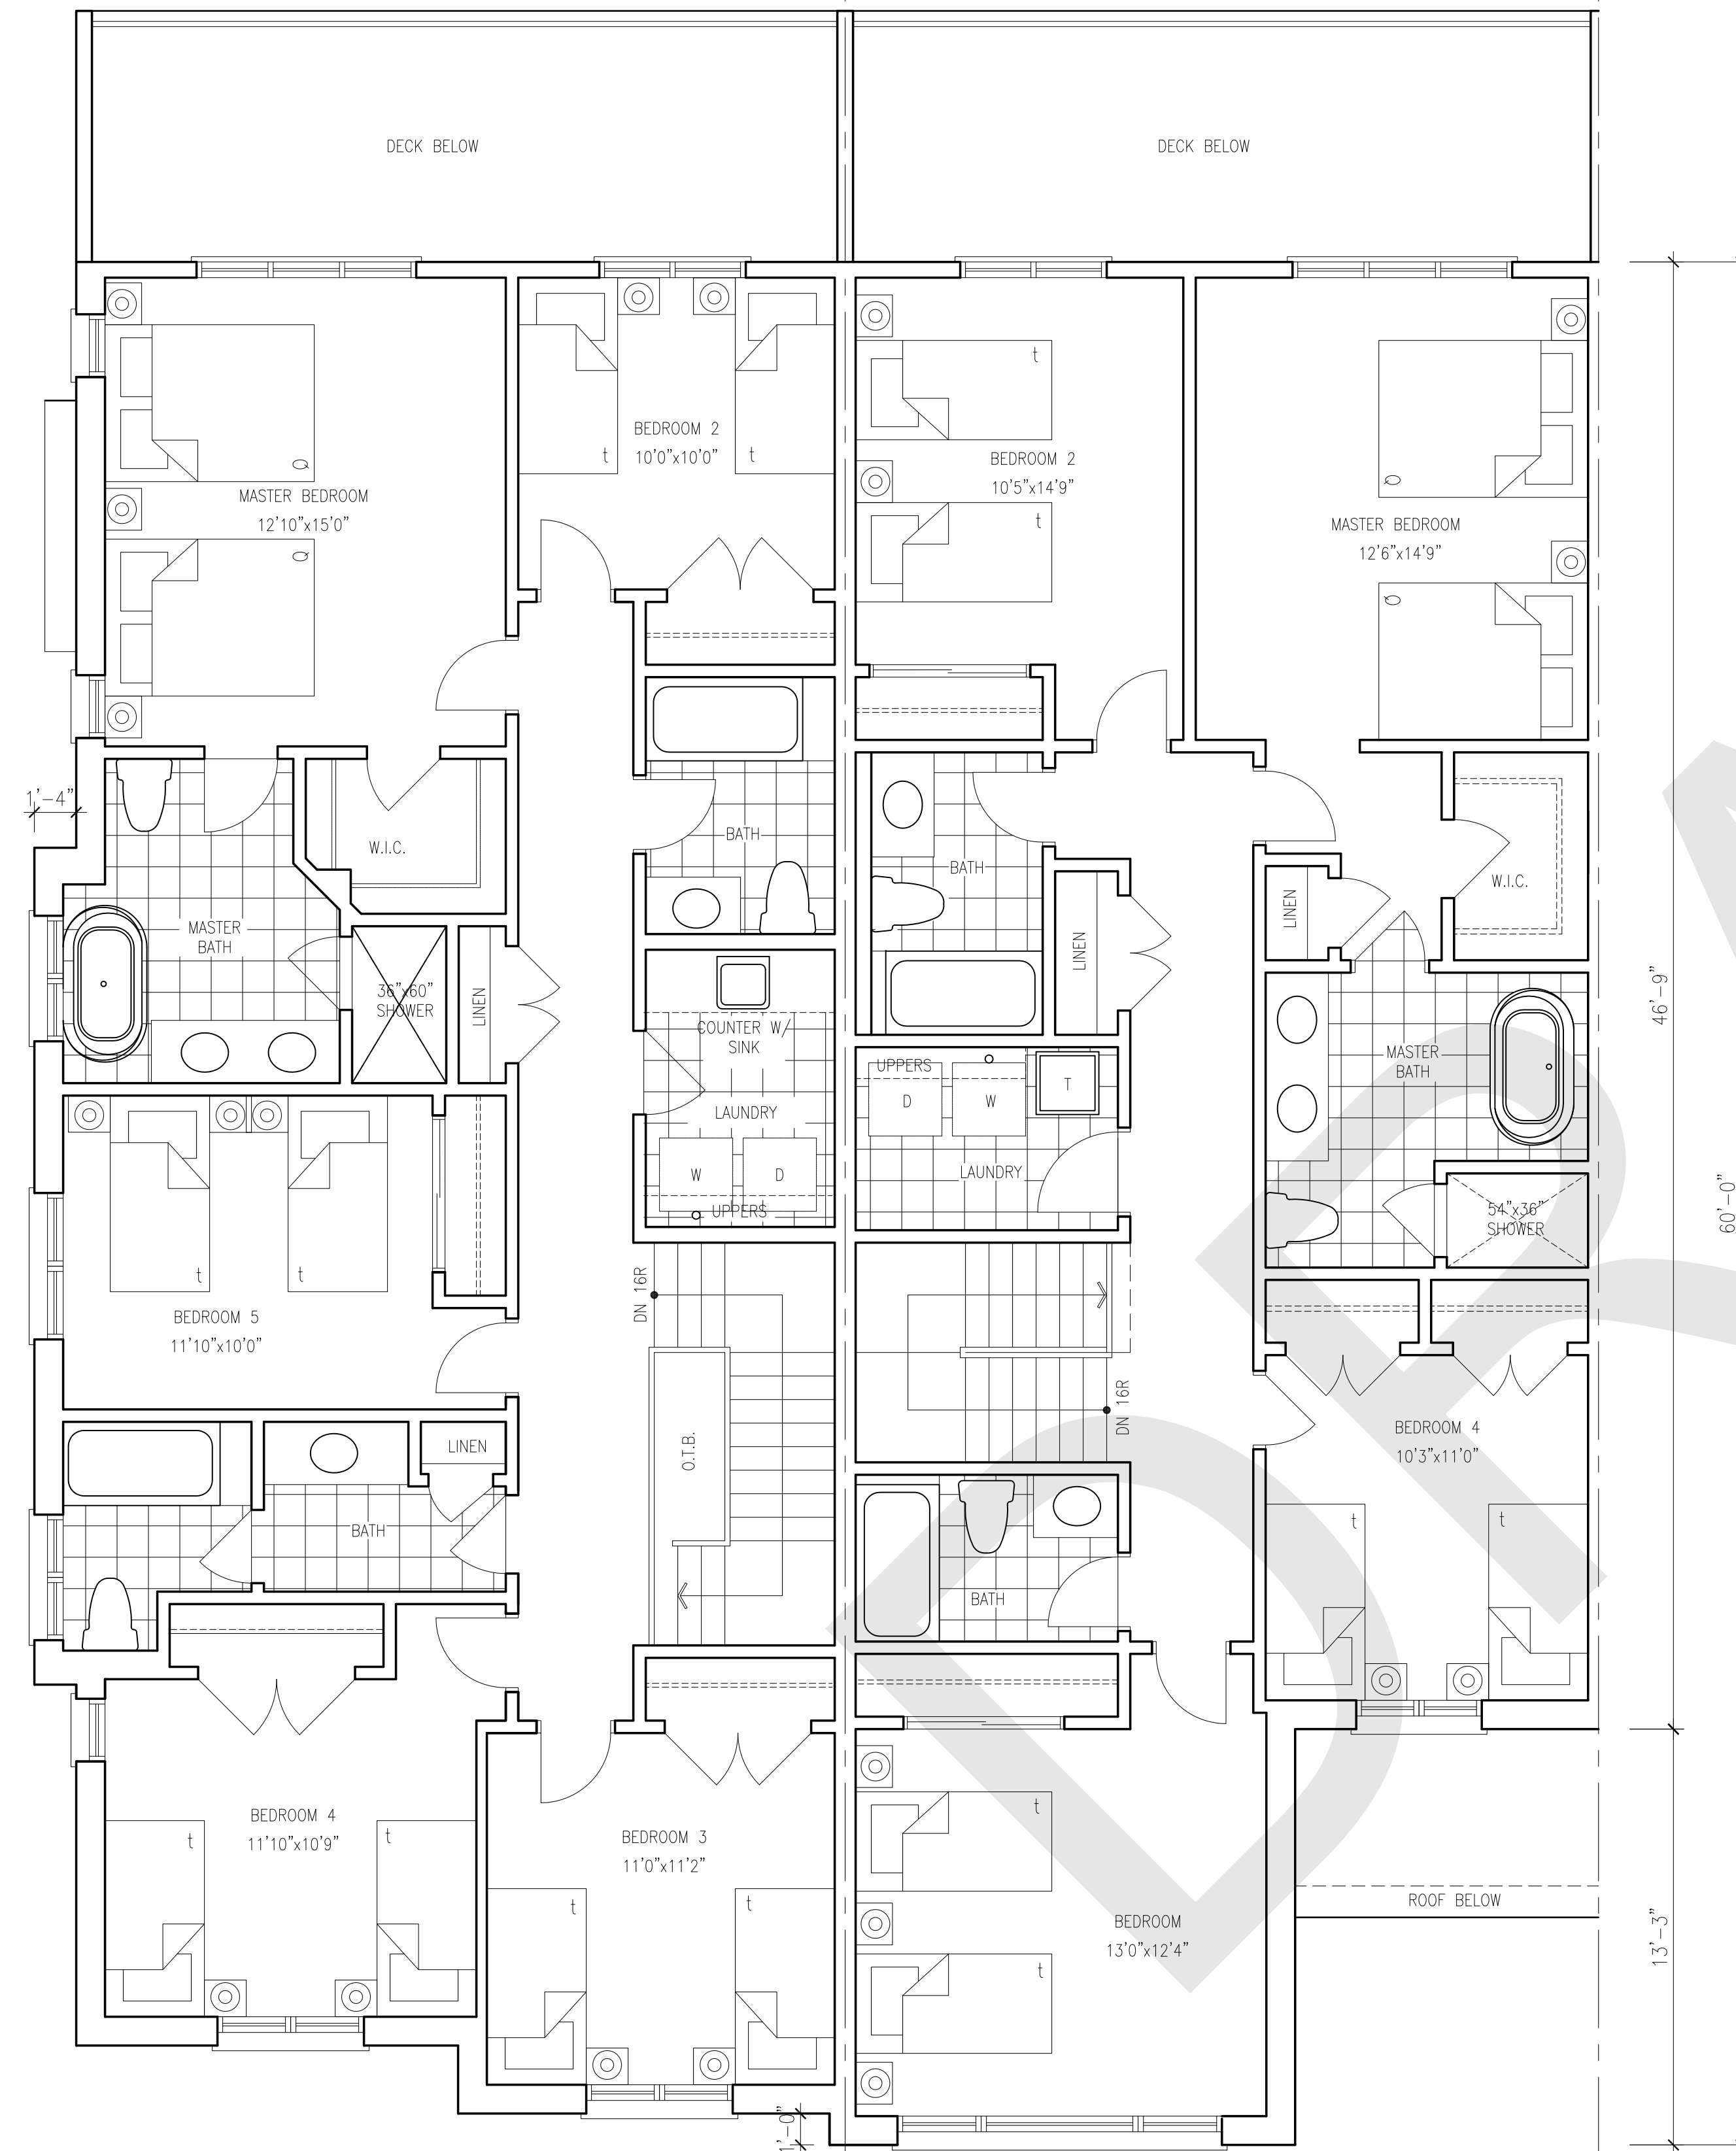 DECK BELOW
DECK BELOW
t
BEDROOM 2
10'0"x10'0"
t
t
Q
MASTER BEDROOM
12'10"x15'0"
BEDROOM 2
10'5"x14'9"
t
t
Q
MASTER BEDROOM
12'6"x14'9"
Q
Q
1'-4"
W.I.C.
BATH
BATH
LINEN
W.I.C.
MASTER
BATH
36"x60"
SHOWER
LINEN
LINEN
46'-9"
COUNTER W/
SINK
LAUNDRY
W
D
UPPERS
UPPERS
D
W
T
LAUNDRY
MASTER
BATH
54"x36"
SHOWER
60'-0"
t
t
BEDROOM 5
11'10"x10'0"
DN 16R
DN 16R
O.T.B.
BEDROOM 4
10'3"x11'0"
t
t
LINEN
BATH
BATH
BEDROOM 4
11'10"x10'9"
t
t
BEDROOM 3
11'0"x11'2"
t
t
t
BEDROOM
13'0"x12'4"
t
ROOF BELOW
13'-3"
1'-0"